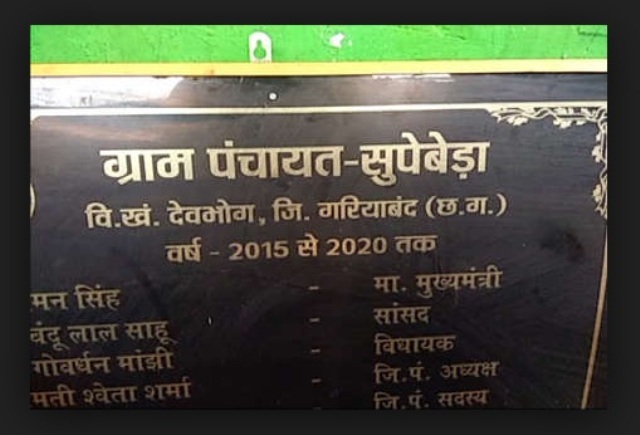 ग्राम पंचायत-सुपेबेड़ा
वि.खं. देवभोग, जि. गरियाबंद (छ.ग.)
वर्ष - 2015 से 2020 तक
मन सिंह - मा. मुख्यमंत्री
चंदू लाल साहू - सांसद
गोवर्धन मांझी - विधायक
मती श्वेता शर्मा - जि.पं. अध्यक्ष
जि.पं. सदस्य